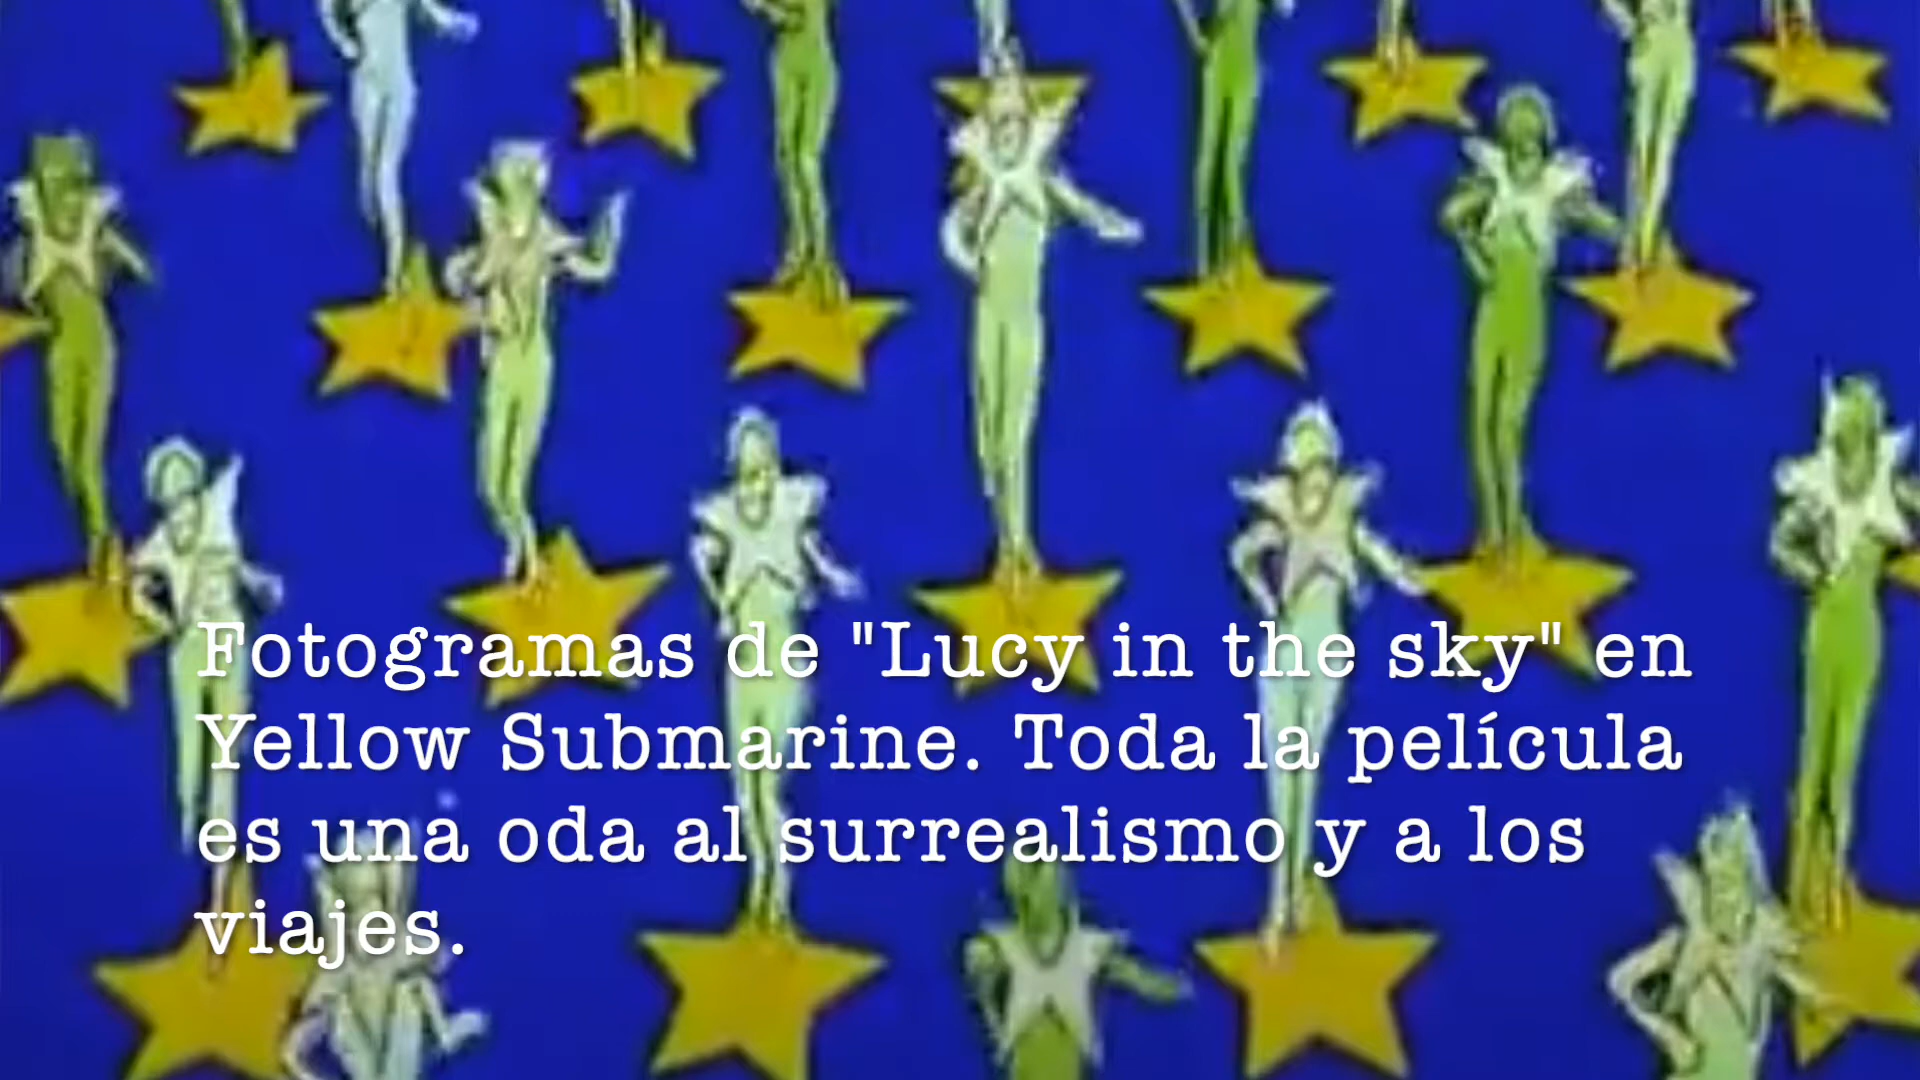 Fotogramas de "Lucy in the sky" en
Yellow Submarine. Toda la película
es una oda al surrealismo y a los
viajes.